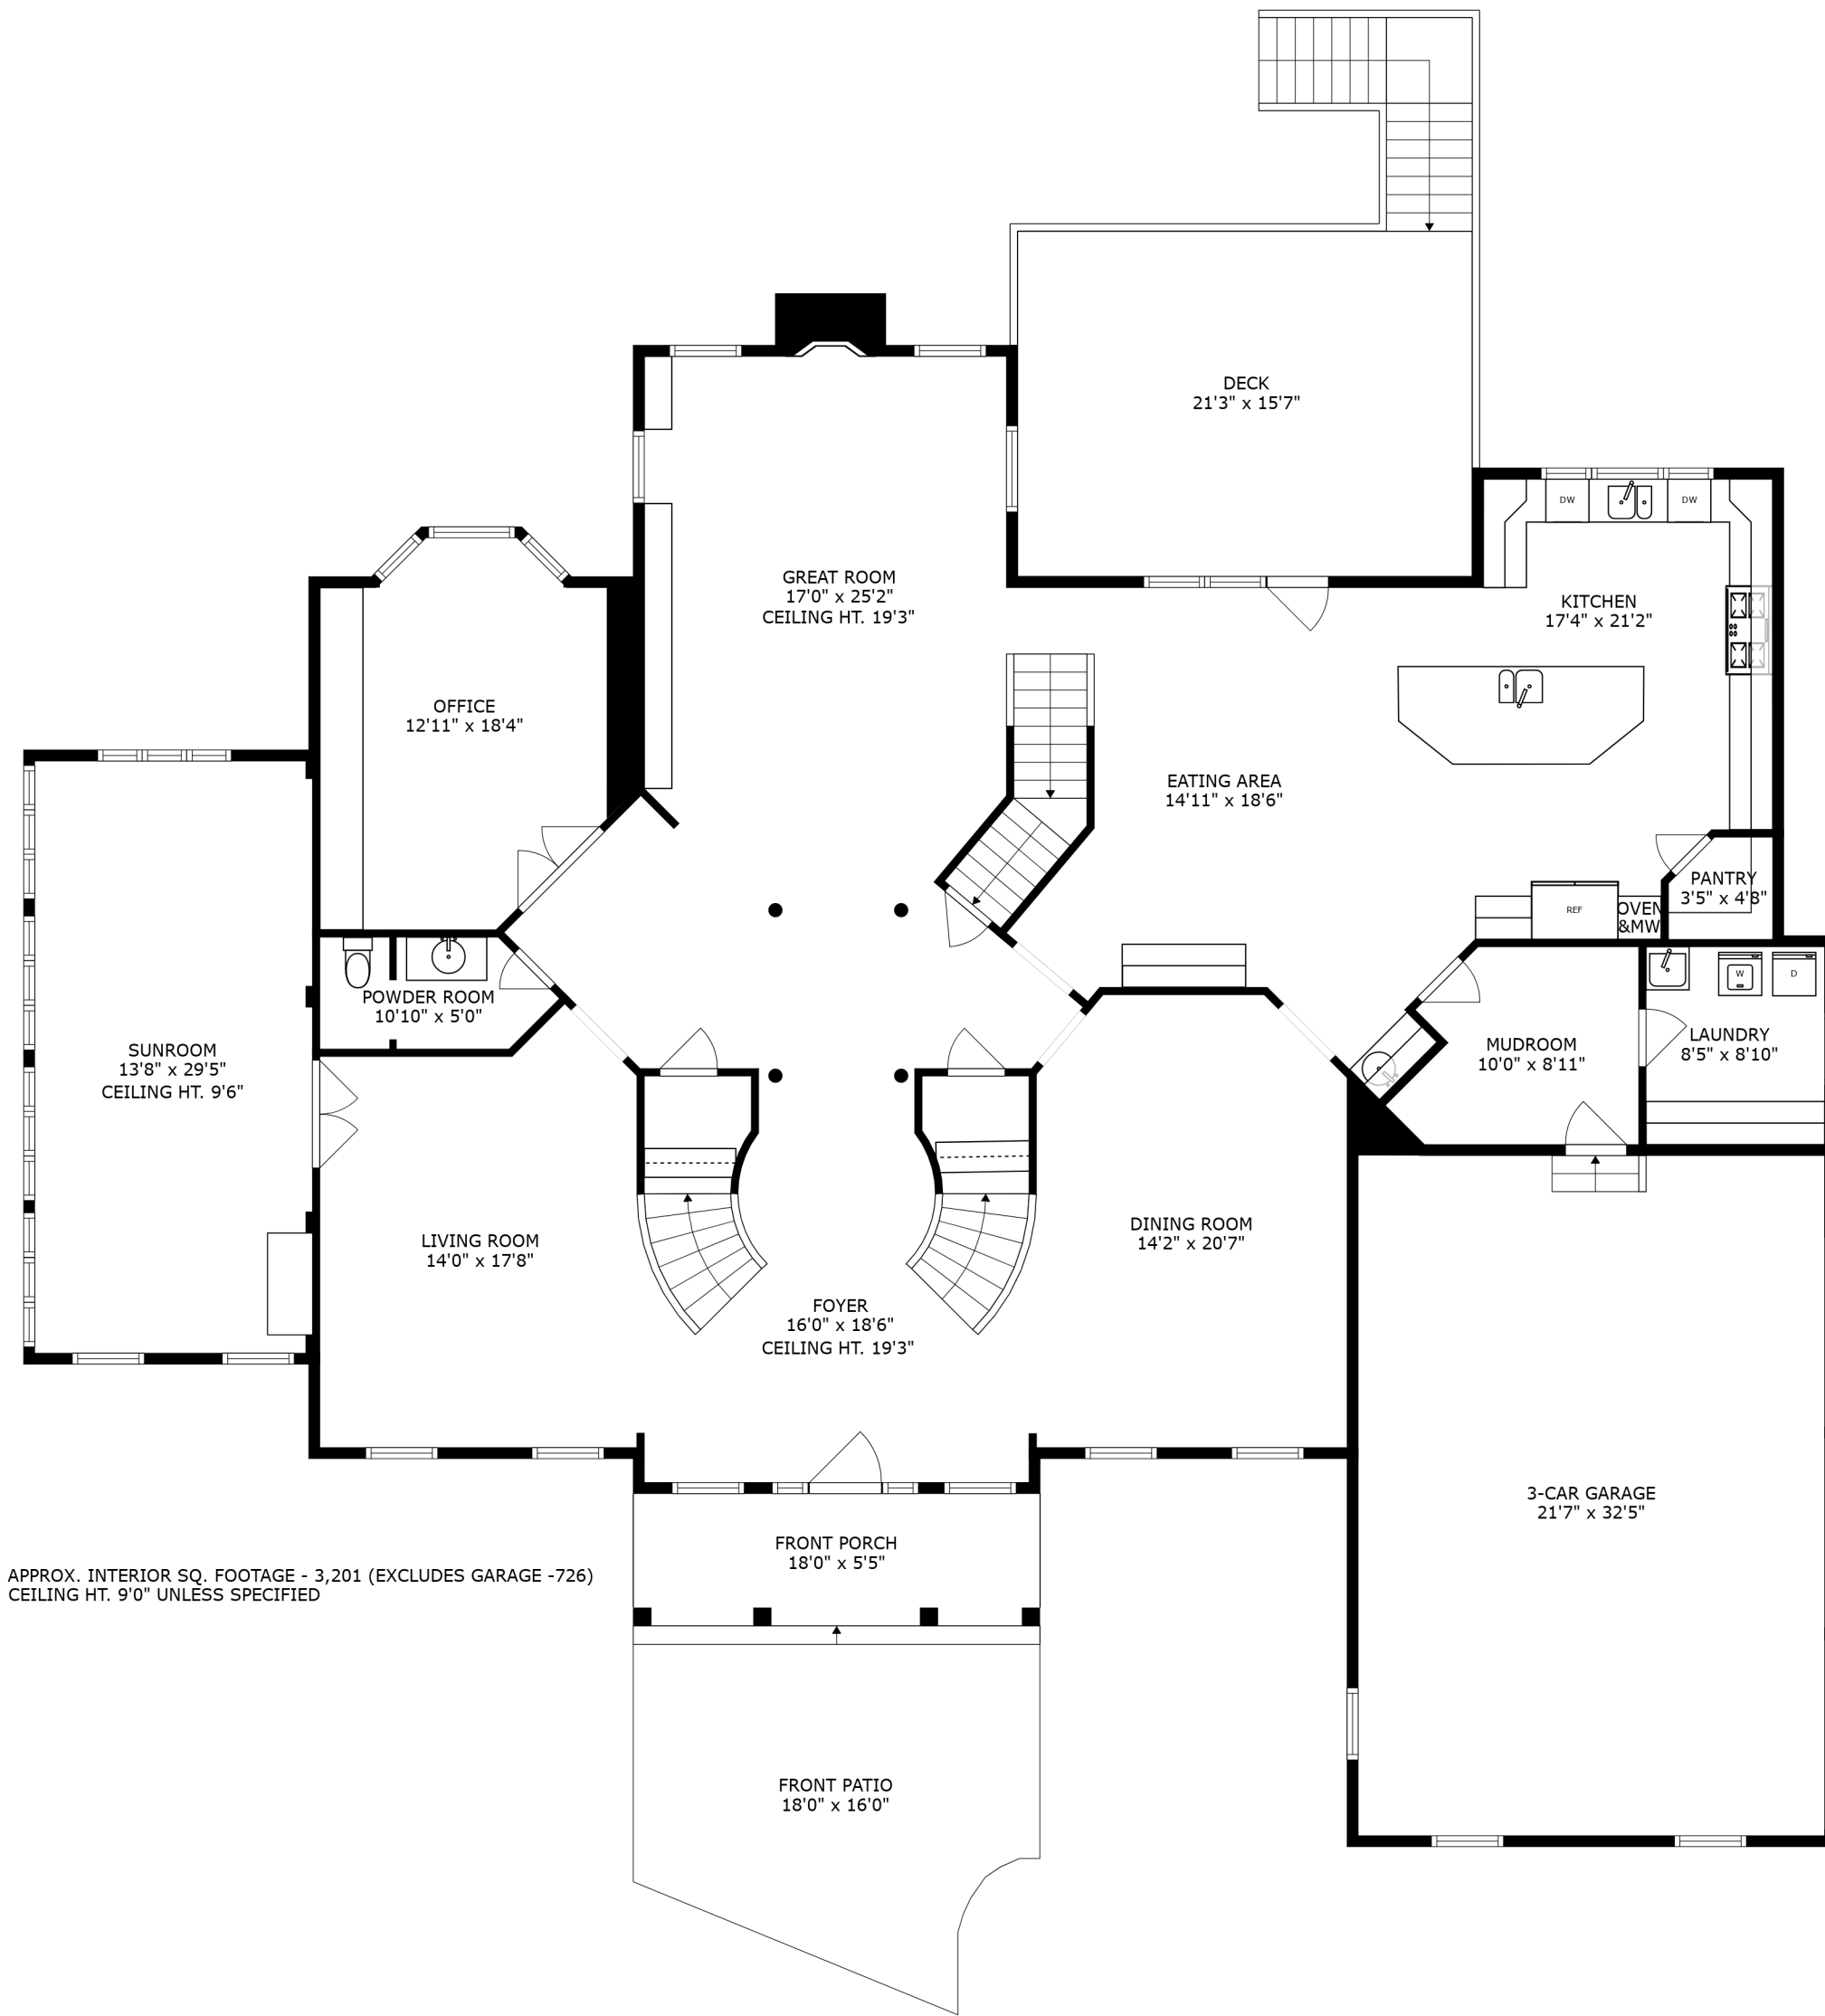 DECK
21'3" x 15'7"
DW
DW
GREAT ROOM
17'0" x 25'2"
CEILING HT. 19'3"
KITCHEN
17'4" x 21'2"
OFFICE
12'11" x 18'4"
EATING AREA
14'11" x 18'6"
PANTRY
3'5" x 4'8"
REF
OVEN
&MW
POWDER ROOM
10'10" x 5'0"
W
D
SUNROOM
13'8" x 29'5"
CEILING HT. 9'6"
MUDROOM
10'0" x 8'11"
LAUNDRY
8'5" x 8'10"
LIVING ROOM
14'0" x 17'8"
DINING ROOM
14'2" x 20'7"
FOYER
16'0" x 18'6"
CEILING HT. 19'3"
3-CAR GARAGE
21'7" x 32'5"
FRONT PORCH
18'0" x 5'5"
APPROX. INTERIOR SQ. FOOTAGE - 3,201 (EXCLUDES GARAGE -726)
CEILING HT. 9'0" UNLESS SPECIFIED
FRONT PATIO
18'0" x 16'0"